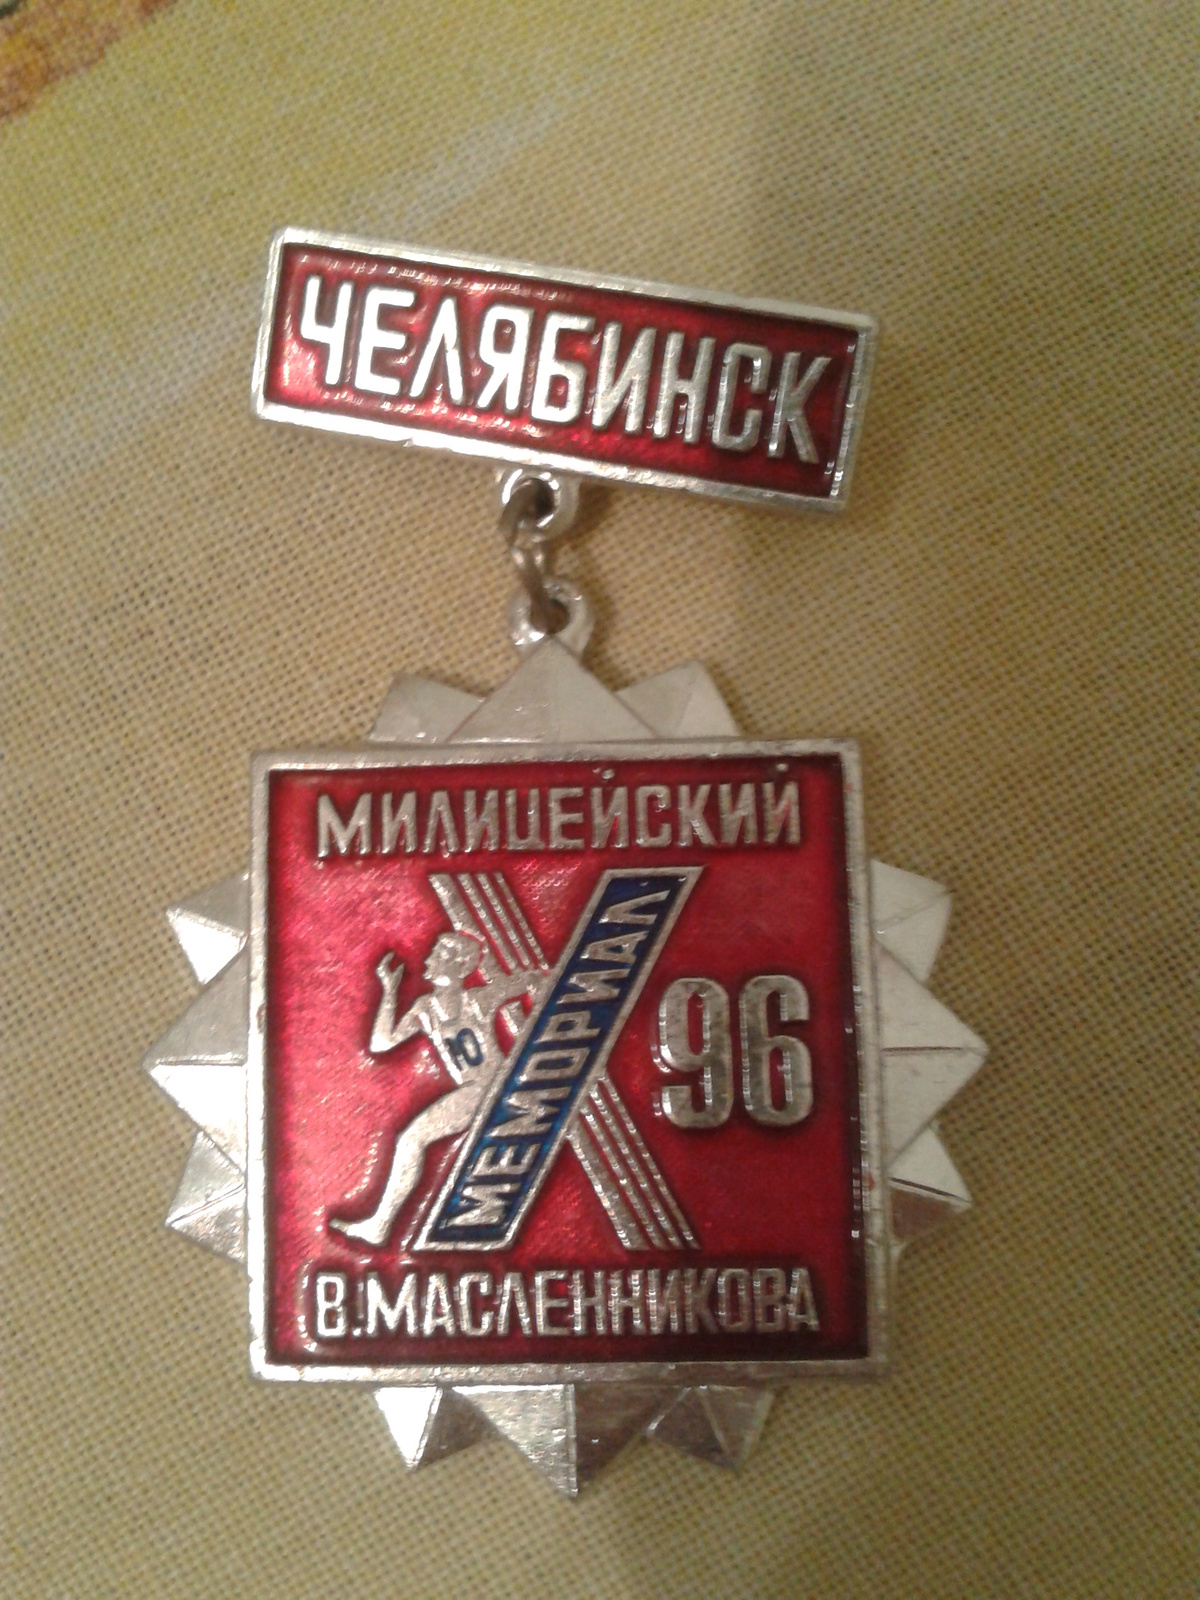 ЧЕЛЯБИНСК
МИЛИЦЕЙСКИЙ
X
МЕМОРИАЛ
96
Ю
В.МАСЛЕННИКОВА